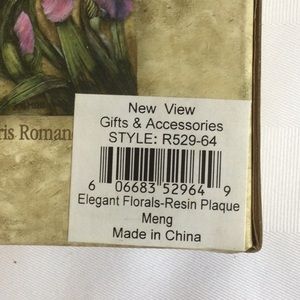 ris Roman
New View
Gifts & Accessories
STYLE: R529-64
6 06683 52964 9
Elegant Florals-Resin Plaque
Meng
Made in China